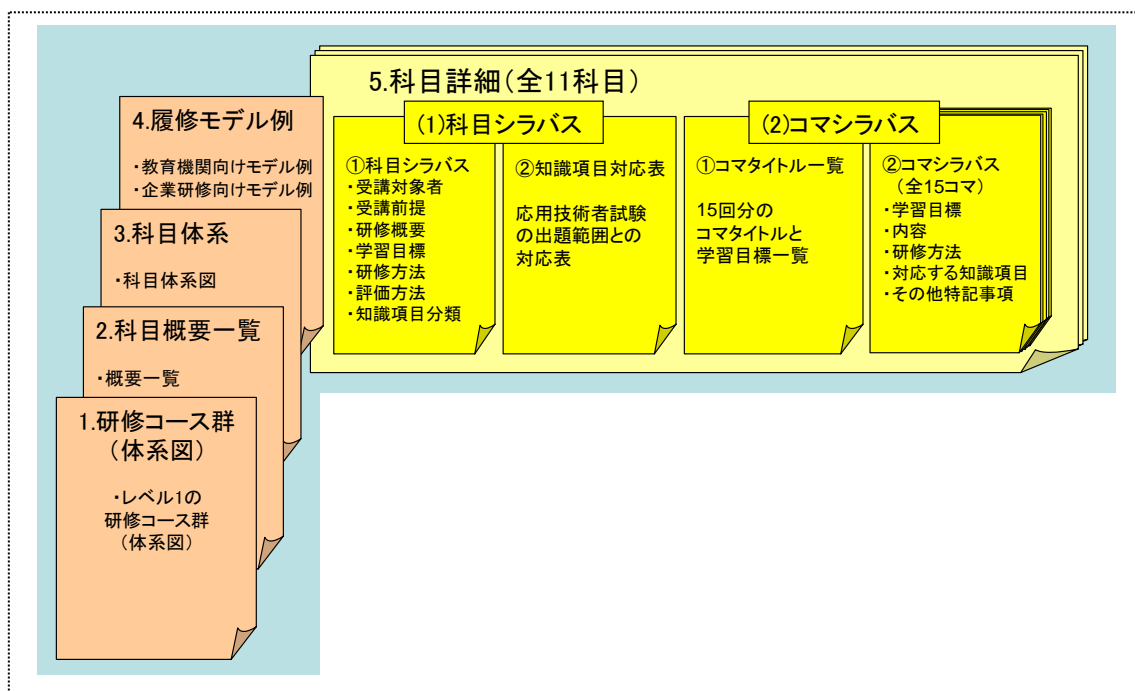 5.科目詳細(全11科目)
(1)科目シラバス
①科目シラバス
・受講対象者
・受講前提
・研修概要
・学習目標
・研修方法
・評価方法
・知識項目分類
②知識項目対応表
応用技術者試験
の出題範囲との
対応表
(2)コマシラバス
①コマタイトル一覧
15回分の
コマタイトルと
学習目標一覧
②コマシラバス
(全15コマ)
・学習目標
・内容
・研修方法
・対応する知識項目
・その他特記事項
4.履修モデル例
・教育機関向けモデル例
・企業研修向けモデル例
3.科目体系
・科目体系図
2.科目概要一覧
・概要一覧
1.研修コース群
(体系図)
・レベル1の
研修コース群
(体系図)